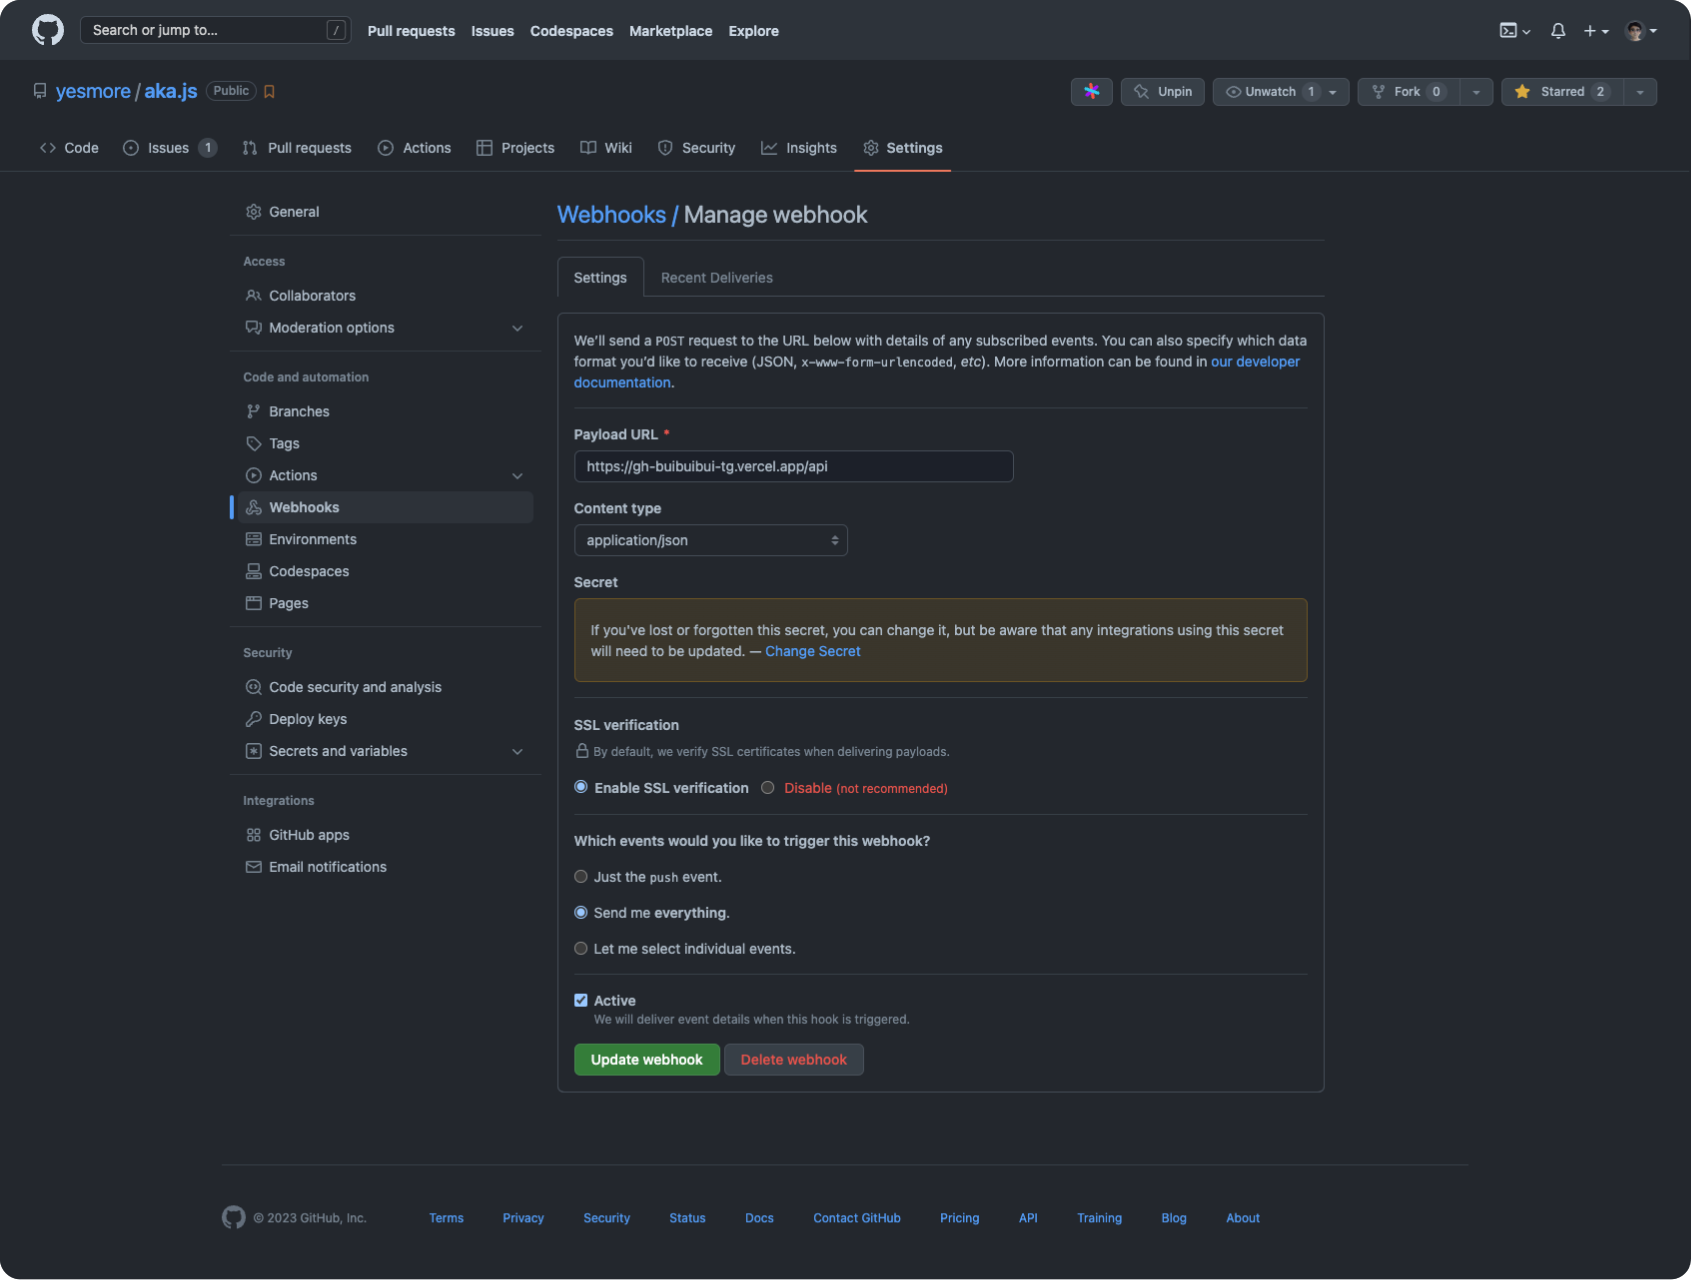 Search or jump to... / Pull requests Issues Codespaces Marketplace Explore
yesmore / aka.js Public Unpin Unwatch 1 Fork 0 Starred 2
Code Issues 1 Pull requests Actions Projects Wiki Security Insights Settings
General
Access
Collaborators
Moderation options
Code and automation
Branches
Tags
Actions
Webhooks
Environments
Codespaces
Pages
Security
Code security and analysis
Deploy keys
Secrets and variables
Integrations
GitHub apps
Email notifications
Webhooks / Manage webhook
Settings Recent Deliveries
We'll send a POST request to the URL below with details of any subscribed events. You can also specify which data
format you'd like to receive (JSON, x-www-form-urlencoded, etc). More information can be found in our developer
documentation.
Payload URL *
https://gh-buibuibui-tg.vercel.app/api
Content type
application/json
Secret
If you've lost or forgotten this secret, you can change it, but be aware that any integrations using this secret
will need to be updated. — Change Secret
SSL verification
By default, we verify SSL certificates when delivering payloads.
Enable SSL verification Disable (not recommended)
Which events would you like to trigger this webhook?
Just the push event.
Send me everything.
Let me select individual events.
Active
We will deliver event details when this hook is triggered.
Update webhook Delete webhook
© 2023 GitHub, Inc. Terms Privacy Security Status Docs Contact GitHub Pricing API Training Blog About